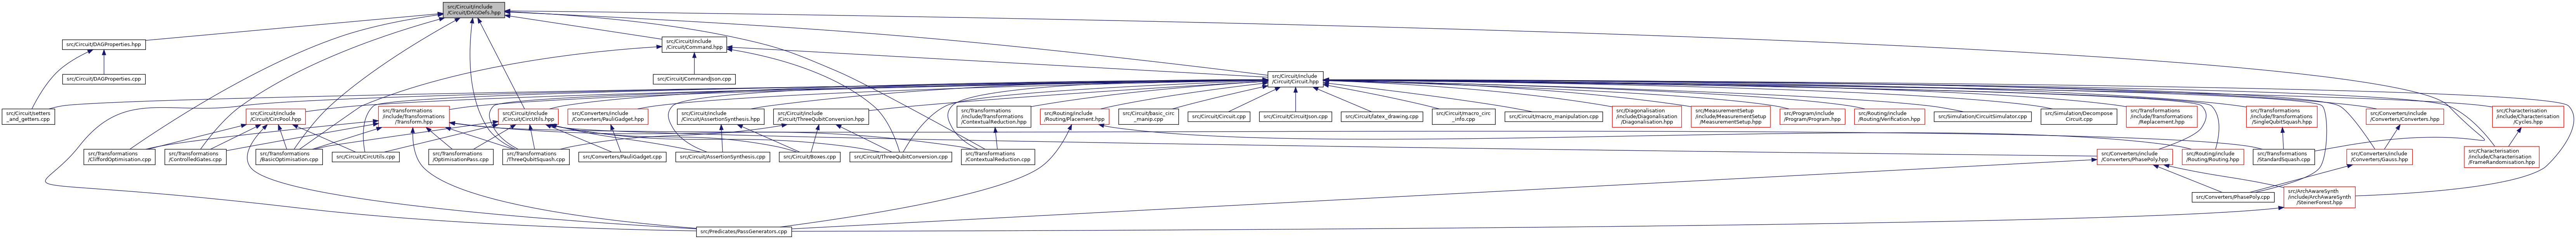 src/Circuit/include
/Circuit/DAGDefs.hpp
src/Circuit/DAGProperties.hpp
src/Circuit/include
/Circuit/Command.hpp
src/Circuit/DAGProperties.cpp
src/Circuit/CommandJson.cpp
src/Circuit/include
/Circuit/Circuit.hpp
src/Circuit/setters
_and_getters.cpp
src/Circuit/include
/Circuit/CircPool.hpp
src/Transformations
/include/Transformations
/Transform.hpp
src/Circuit/include
/Circuit/CircUtils.hpp
src/Converters/include
/Converters/PauliGadget.hpp
src/Circuit/include
/Circuit/AssertionSynthesis.hpp
src/Circuit/include
/Circuit/ThreeQubitConversion.hpp
src/Transformations
/include/Transformations
/ContextualReduction.hpp
src/Routing/include
/Routing/Placement.hpp
src/Circuit/basic_circ
_manip.cpp
src/Circuit/Circuit.cpp
src/Circuit/CircuitJson.cpp
src/Circuit/latex_drawing.cpp
src/Circuit/macro_circ
_info.cpp
src/Circuit/macro_manipulation.cpp
src/Diagonalisation
/include/Diagonalisation
/Diagonalisation.hpp
src/MeasurementSetup
/include/MeasurementSetup
/MeasurementSetup.hpp
src/Program/include
/Program/Program.hpp
src/Routing/include
/Routing/Verification.hpp
src/Simulation/CircuitSimulator.cpp
src/Simulation/Decompose
Circuit.cpp
src/Transformations
/include/Transformations
/Replacement.hpp
src/Transformations
/include/Transformations
/SingleQubitSquash.hpp
src/Converters/include
/Converters/Converters.hpp
src/Characterisation
/include/Characterisation
/Cycles.hpp
src/Transformations
/CliffordOptimisation.cpp
src/Transformations
/ControlledGates.cpp
src/Transformations
/BasicOptimisation.cpp
src/Circuit/CircUtils.cpp
src/Transformations
/OptimisationPass.cpp
src/Transformations
/ThreeQubitSquash.cpp
src/Converters/PauliGadget.cpp
src/Circuit/AssertionSynthesis.cpp
src/Circuit/Boxes.cpp
src/Circuit/ThreeQubitConversion.cpp
src/Transformations
/ContextualReduction.cpp
src/Converters/include
/Converters/PhasePoly.hpp
src/Routing/include
/Routing/Routing.hpp
src/Transformations
/StandardSquash.cpp
src/Converters/include
/Converters/Gauss.hpp
src/Characterisation
/include/Characterisation
/FrameRandomisation.hpp
src/Converters/PhasePoly.cpp
src/ArchAwareSynth
/include/ArchAwareSynth
/SteinerForest.hpp
src/Predicates/PassGenerators.cpp